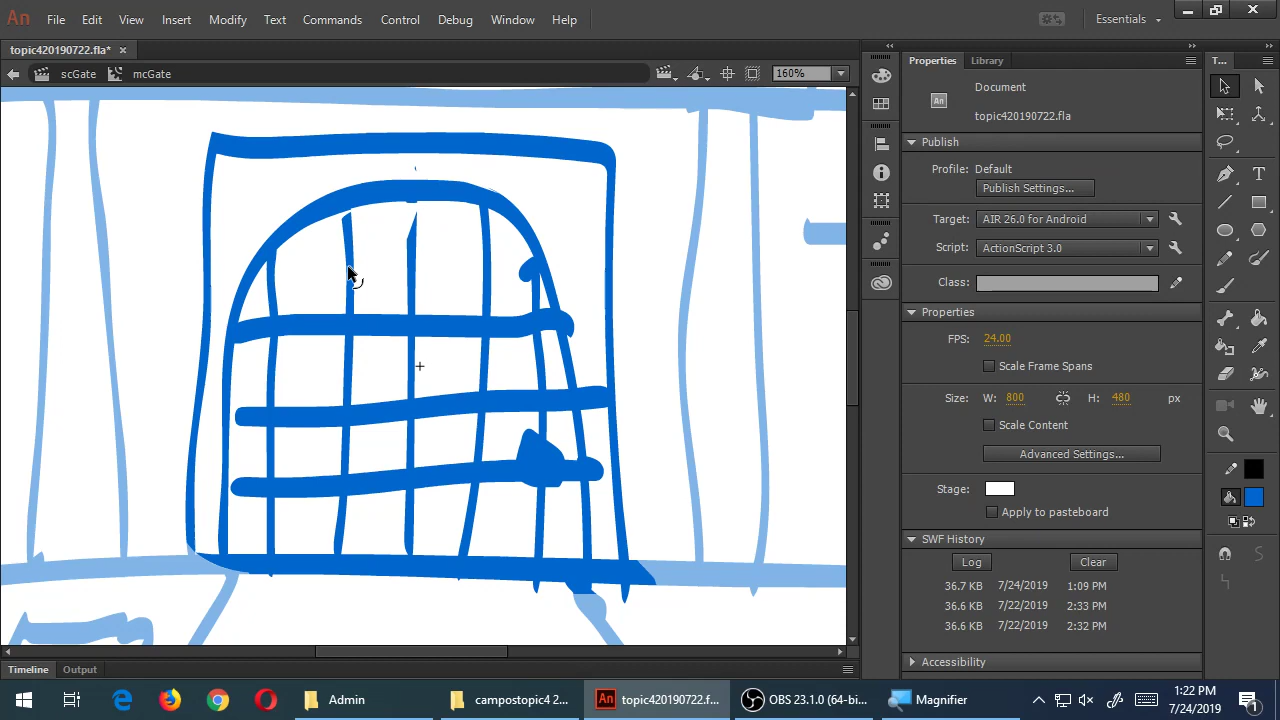 An File Edit View Insert Modify Text Commands Control Debug Window Help Essentials
topic420190722.fla* ×
scGate mcGate 160%
Properties Library T...
Document
An topic420190722.fla
Publish
Profile: Default
Publish Settings...
Target: AIR 26.0 for Android
Script: ActionScript 3.0
Class:
Properties
FPS: 24.00
Scale Frame Spans
Size: W: 800 H: 480 px
Scale Content
Advanced Settings...
Stage:
Apply to pasteboard
SWF History
Log Clear
36.7 KB 7/24/2019 1:09 PM
36.6 KB 7/22/2019 2:33 PM
36.6 KB 7/22/2019 2:32 PM
Accessibility
Timeline Output
Admin campostopic4 2... An topic420190722.f... OBS 23.1.0 (64-bi... Magnifier
1:22 PM
7/24/2019
1